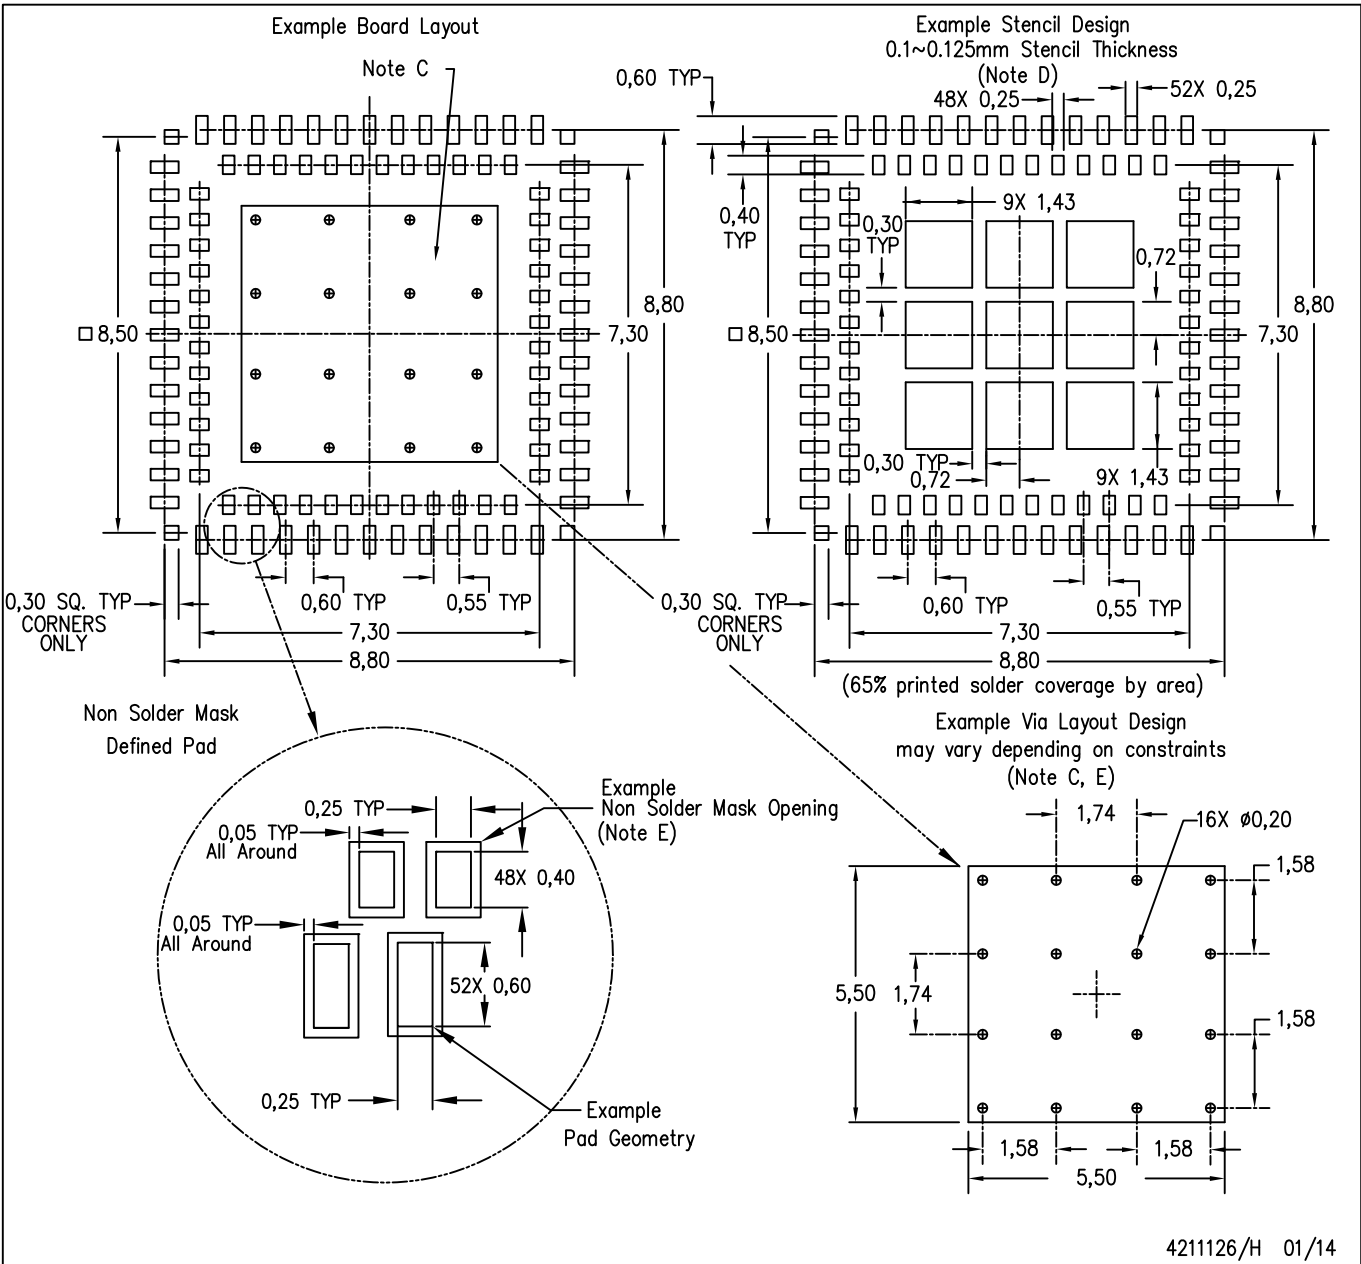 Example Board Layout
Note C
□ 8,50
7,30
8,80
0,30 SQ. TYP
CORNERS
ONLY
0,60 TYP
0,55 TYP
7,30
8,80
Example Stencil Design
0.1~0.125mm Stencil Thickness
(Note D)
0,60 TYP
48X 0,25
52X 0,25
0,40
TYP
0,30
TYP
9X 1,43
0,72
□ 8,50
7,30
8,80
0,30 TYP
0,72
9X 1,43
0,30 SQ. TYP
CORNERS
ONLY
0,60 TYP
0,55 TYP
7,30
8,80
(65% printed solder coverage by area)
Non Solder Mask
Defined Pad
0,25 TYP
Example
Non Solder Mask Opening
(Note E)
0,05 TYP
All Around
48X 0,40
0,05 TYP
All Around
52X 0,60
0,25 TYP
Example
Pad Geometry
Example Via Layout Design
may vary depending on constraints
(Note C, E)
1,74
16X ø0,20
1,58
5,50
1,74
1,58
1,58
1,58
5,50
4211126/H 01/14